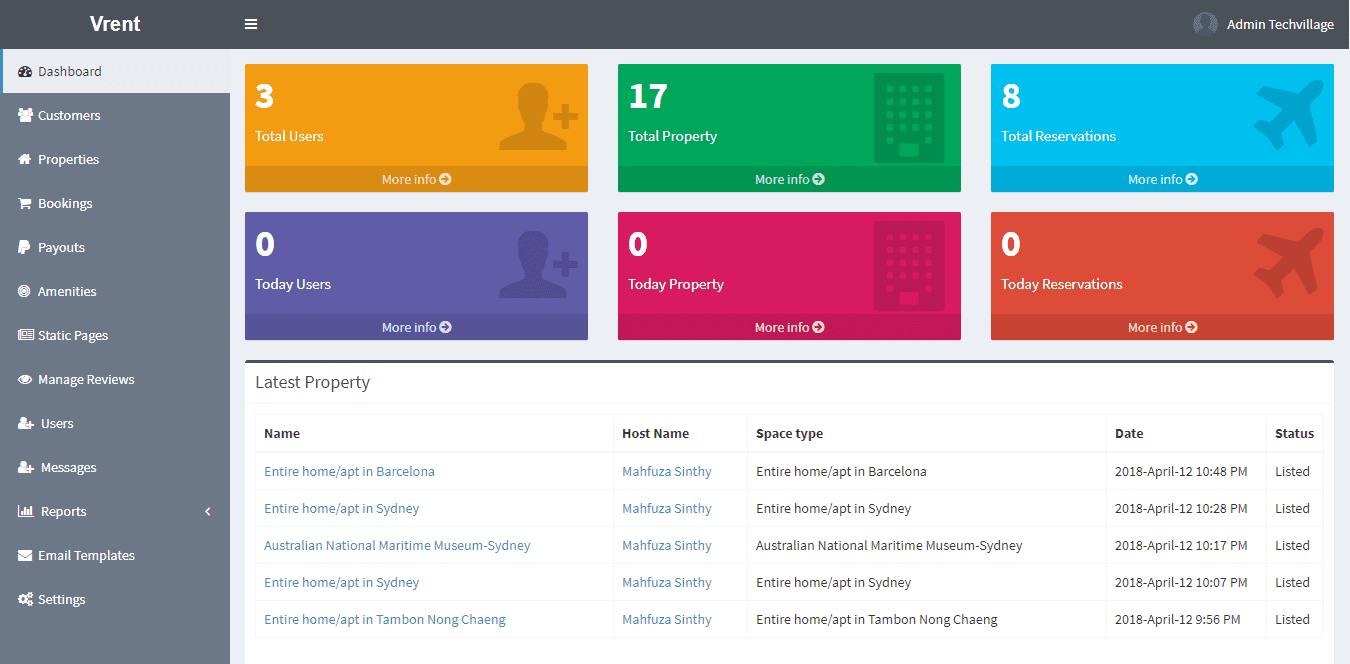 Vrent
Admin Techvillage
Dashboard
Customers
Properties
Bookings
Payouts
Amenities
Static Pages
Manage Reviews
Users
Messages
Reports
Email Templates
Settings
3
Total Users
More info
17
Total Property
More info
8
Total Reservations
More info
0
Today Users
More info
0
Today Property
More info
0
Today Reservations
More info
Latest Property
Name Host Name Space type Date Status
Entire home/apt in Barcelona Mahfuza Sinthy Entire home/apt in Barcelona 2018-April-12 10:48 PM Listed
Entire home/apt in Sydney Mahfuza Sinthy Entire home/apt in Sydney 2018-April-12 10:28 PM Listed
Australian National Maritime Museum-Sydney Mahfuza Sinthy Australian National Maritime Museum-Sydney 2018-April-12 10:17 PM Listed
Entire home/apt in Sydney Mahfuza Sinthy Entire home/apt in Sydney 2018-April-12 10:07 PM Listed
Entire home/apt in Tambon Nong Chaeng Mahfuza Sinthy Entire home/apt in Tambon Nong Chaeng 2018-April-12 9:56 PM Listed